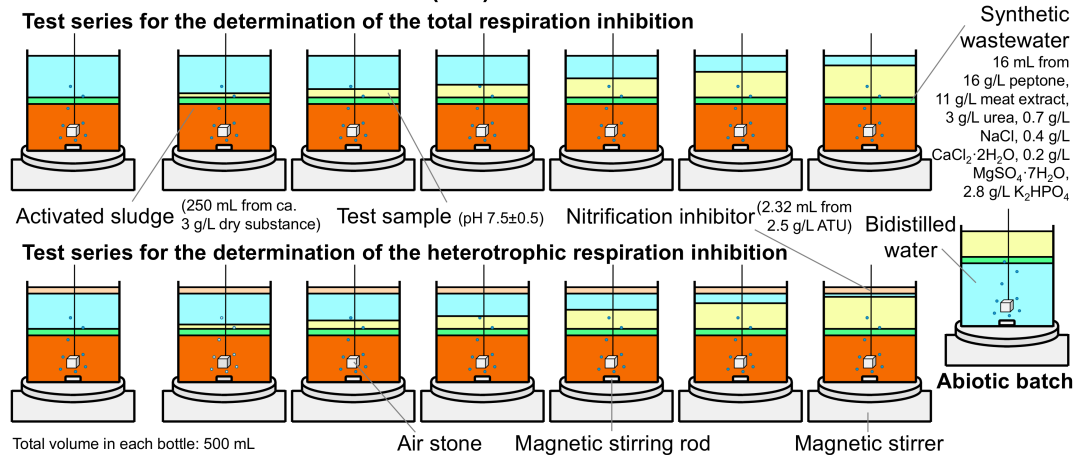 Test series for the determination of the total respiration inhibition
Synthetic
wastewater
16 mL from
16 g/L peptone,
11 g/L meat extract,
3 g/L urea, 0.7 g/L
NaCl, 0.4 g/L
CaCl₂·2H₂O, 0.2 g/L
MgSO₄·7H₂O,
2.8 g/L K₂HPO₄
Activated sludge (250 mL from ca.
3 g/L dry substance)
Test sample (pH 7.5±0.5)
Nitrification inhibitor (2.32 mL from
2.5 g/L ATU)
Bidistilled
water
Test series for the determination of the heterotrophic respiration inhibition
Abiotic batch
Total volume in each bottle: 500 mL
Air stone
Magnetic stirring rod
Magnetic stirrer